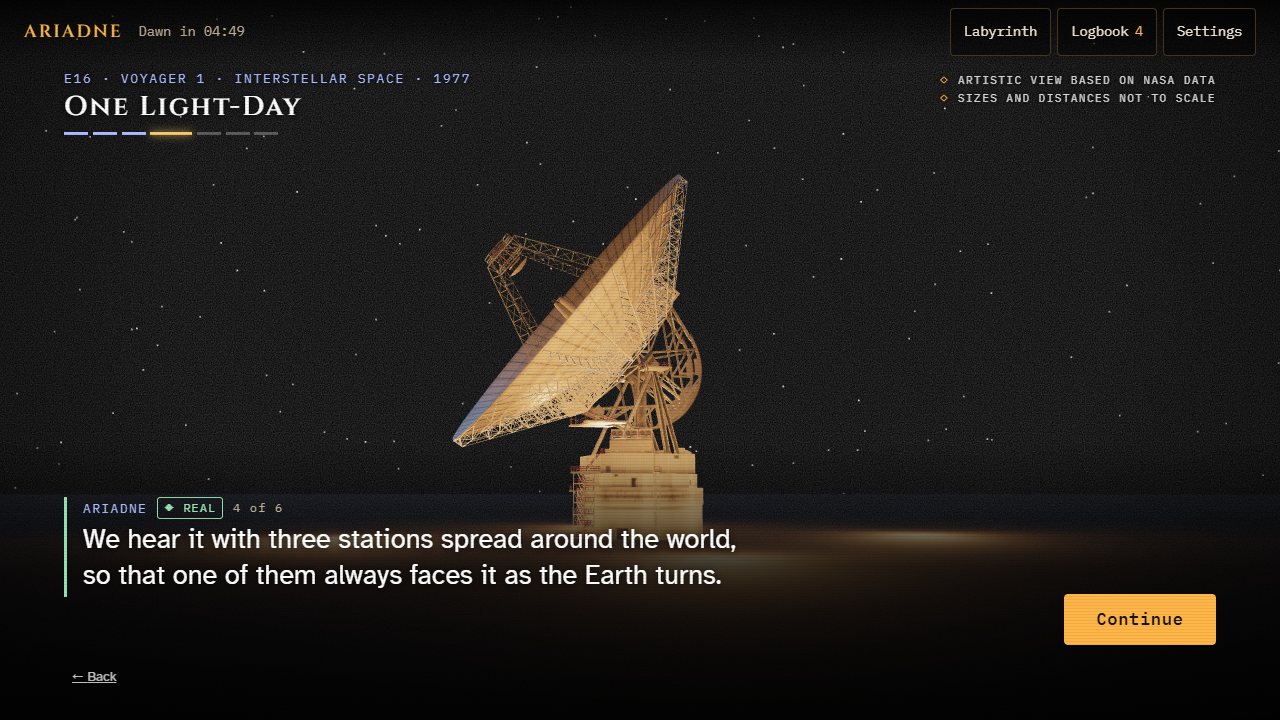 ARIADNE Dawn in 04:49 Labyrinth Logbook 4 Settings
E16 · VOYAGER 1 · INTERSTELLAR SPACE · 1977
One Light-Day
◇ ARTISTIC VIEW BASED ON NASA DATA
◇ SIZES AND DISTANCES NOT TO SCALE
ARIADNE ◆ REAL 4 of 6
We hear it with three stations spread around the world,
so that one of them always faces it as the Earth turns.
Continue
← Back